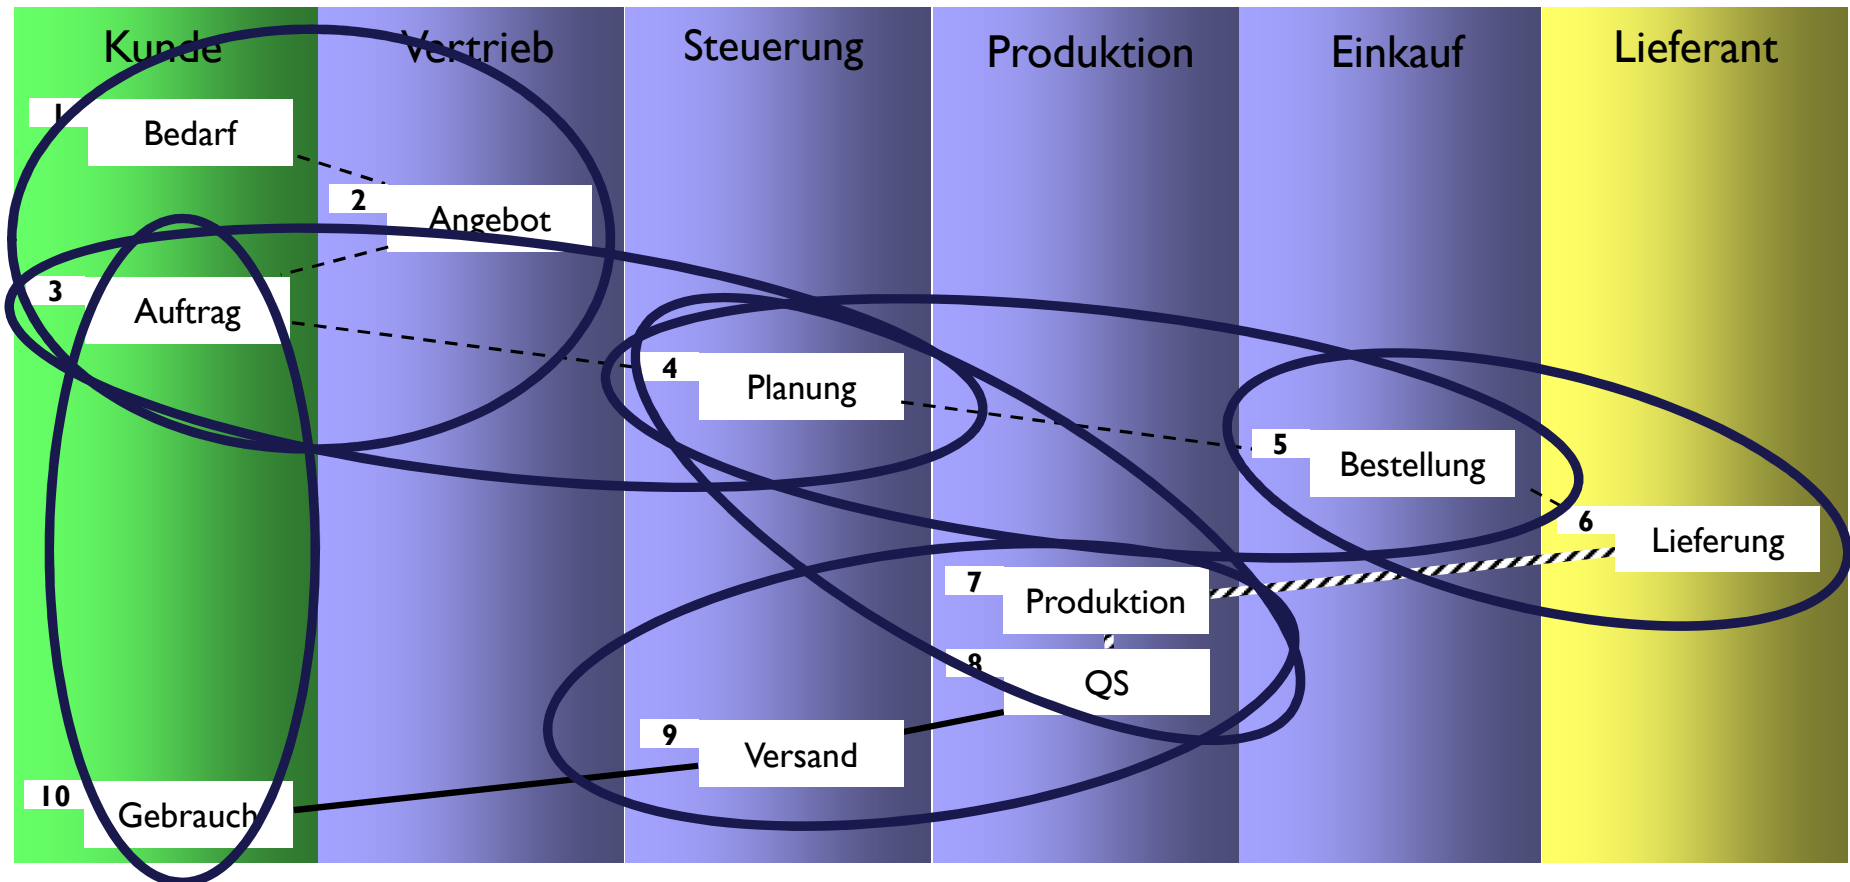 Kunde
Vertrieb
Steuerung
Produktion
Einkauf
Lieferant
1
Bedarf
2
Angebot
3
Auftrag
4
Planung
5
Bestellung
6
Lieferung
7
Produktion
8
QS
9
Versand
10
Gebrauch